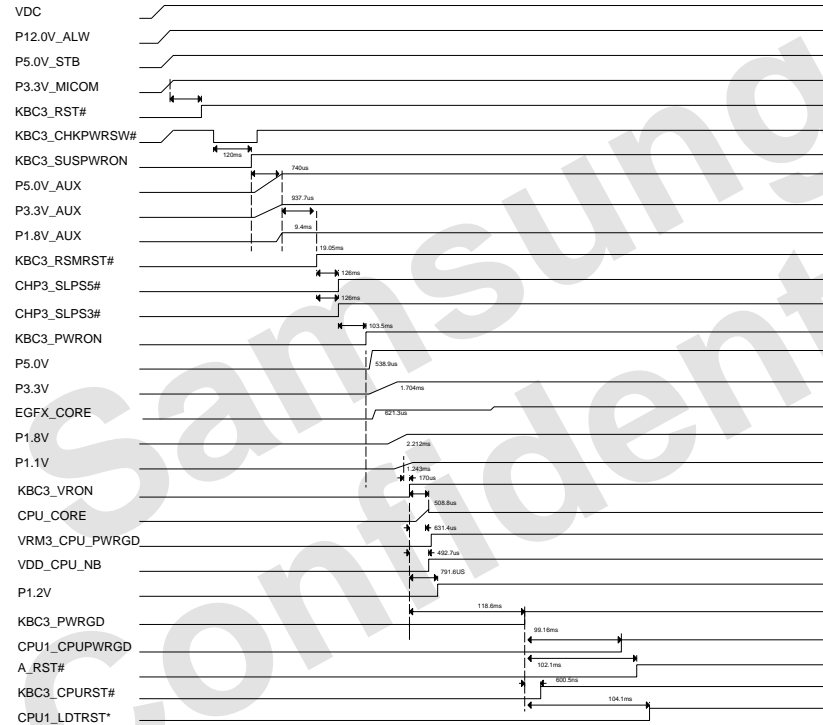 VDC
P12.0V_ALW
P5.0V_STB
P3.3V_MICOM
KBC3_RST#
KBC3_CHKPWRSW#
120ms
KBC3_SUSPWRON
740us
P5.0V_AUX
937.7us
P3.3V_AUX
9.4ms
P1.8V_AUX
19.05ms
KBC3_RSMRST#
126ms
CHP3_SLPS5#
126ms
CHP3_SLPS3#
103.5ms
KBC3_PWRON
P5.0V
538.9us
P3.3V
1.704ms
EGFX_CORE
621.3us
P1.8V
2.212ms
P1.1V
1.243ms
170us
KBC3_VRON
508.8us
CPU_CORE
631.4us
VRM3_CPU_PWRGD
492.7us
VDD_CPU_NB
791.6US
P1.2V
118.6ms
KBC3_PWRGD
99.16ms
CPU1_CPUPWRGD
102.1ms
A_RST#
600.5ns
KBC3_CPURST#
104.1ms
CPU1_LDTRST*
Samsung
Confident